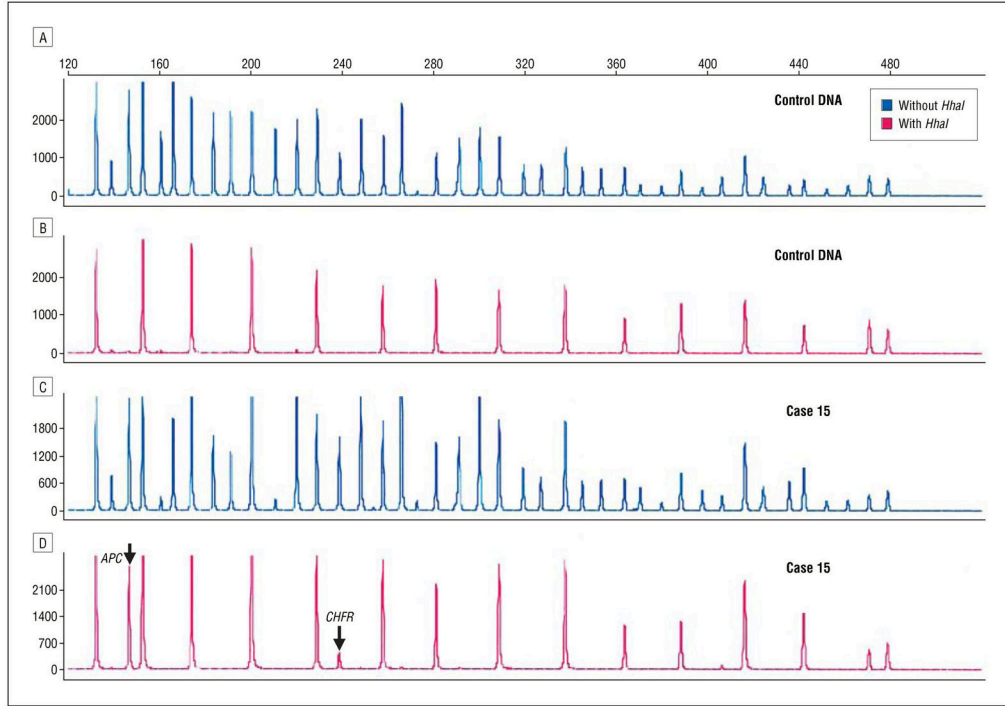 A
120 160 200 240 280 320 360 400 440 480
Control DNA
Without HhaI
With HhaI
2000
1000
0
B
Control DNA
2000
1000
0
C
Case 15
1800
1200
600
0
D
Case 15
APC
CHFR
2100
1400
700
0